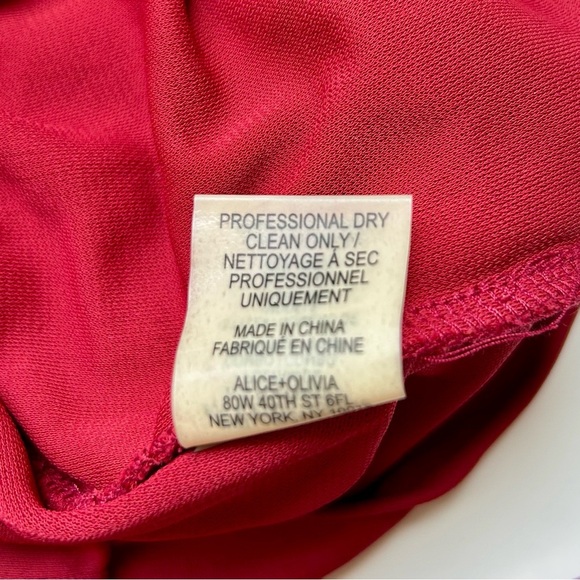 PROFESSIONAL DRY
CLEAN ONLY /
NETTOYAGE À SEC
PROFESSIONNEL
UNIQUEMENT
MADE IN CHINA
FABRIQUÉ EN CHINE
ALICE+OLIVIA
80W 40TH ST 6FL
NEW YORK, NY